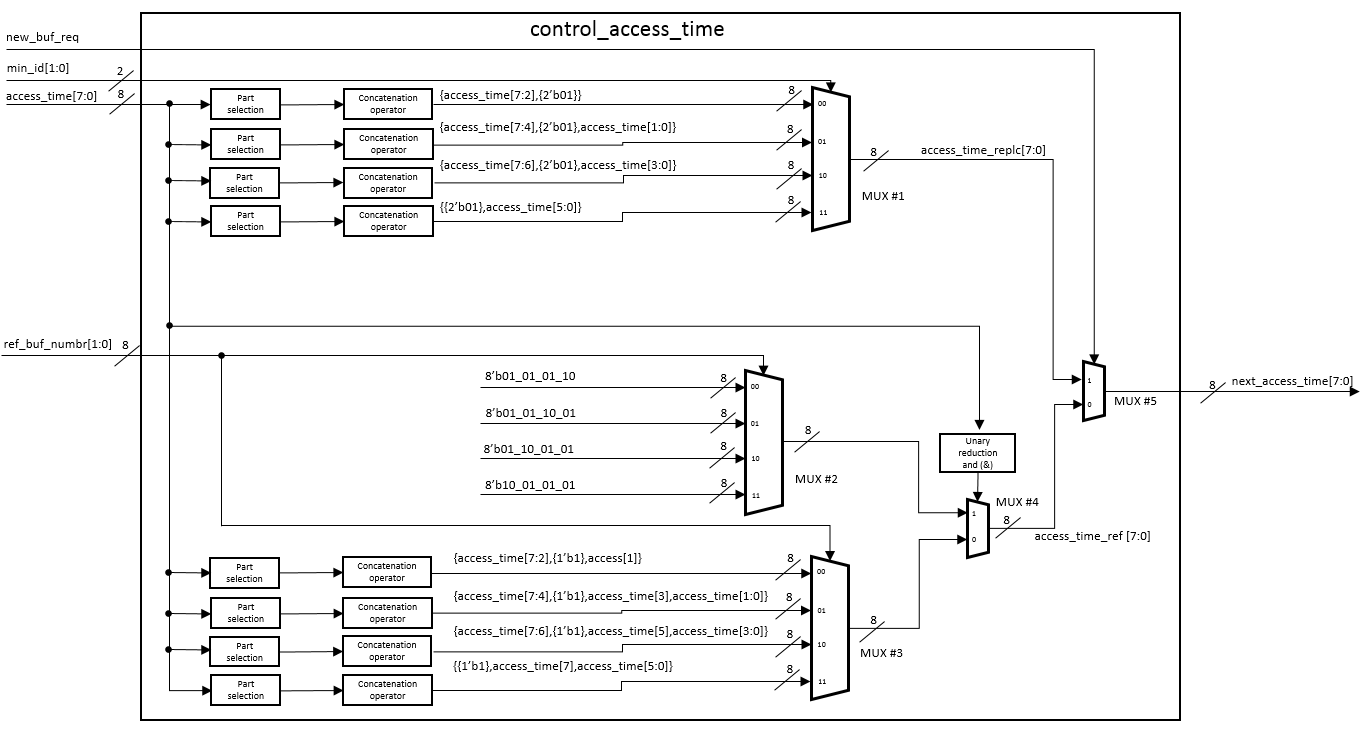 control_access_time
new_buf_req
min_id[1:0]
2
access_time[7:0]
8
Part
selection
Concatenation
operator
{access_time[7:2],{2'b01}}
8
00
Part
selection
Concatenation
operator
{access_time[7:4],{2'b01},access_time[1:0]}
8
01
Part
selection
Concatenation
operator
{access_time[7:6],{2'b01},access_time[3:0]}
8
10
Part
selection
Concatenation
operator
{{2'b01},access_time[5:0]}
8
11
MUX #1
8
access_time_replc[7:0]
ref_buf_numbr[1:0]
8
8'b01_01_01_10
8
00
8'b01_01_10_01
8
01
8'b01_10_01_01
8
10
8'b10_01_01_01
8
11
MUX #2
8
Unary
reduction
and (&)
MUX #4
1
0
8
access_time_ref [7:0]
1
0
MUX #5
8
next_access_time[7:0]
Part
selection
Concatenation
operator
{access_time[7:2],{1'b1},access[1]}
8
00
Part
selection
Concatenation
operator
{access_time[7:4],{1'b1},access_time[3],access_time[1:0]}
8
01
Part
selection
Concatenation
operator
{access_time[7:6],{1'b1},access_time[5],access_time[3:0]}
8
10
Part
selection
Concatenation
operator
{{1'b1},access_time[7],access_time[5:0]}
8
11
MUX #3
8